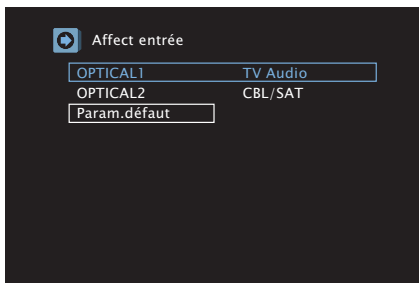 Affect entrée
OPTICAL1 TV Audio
OPTICAL2 CBL/SAT
Param.défaut